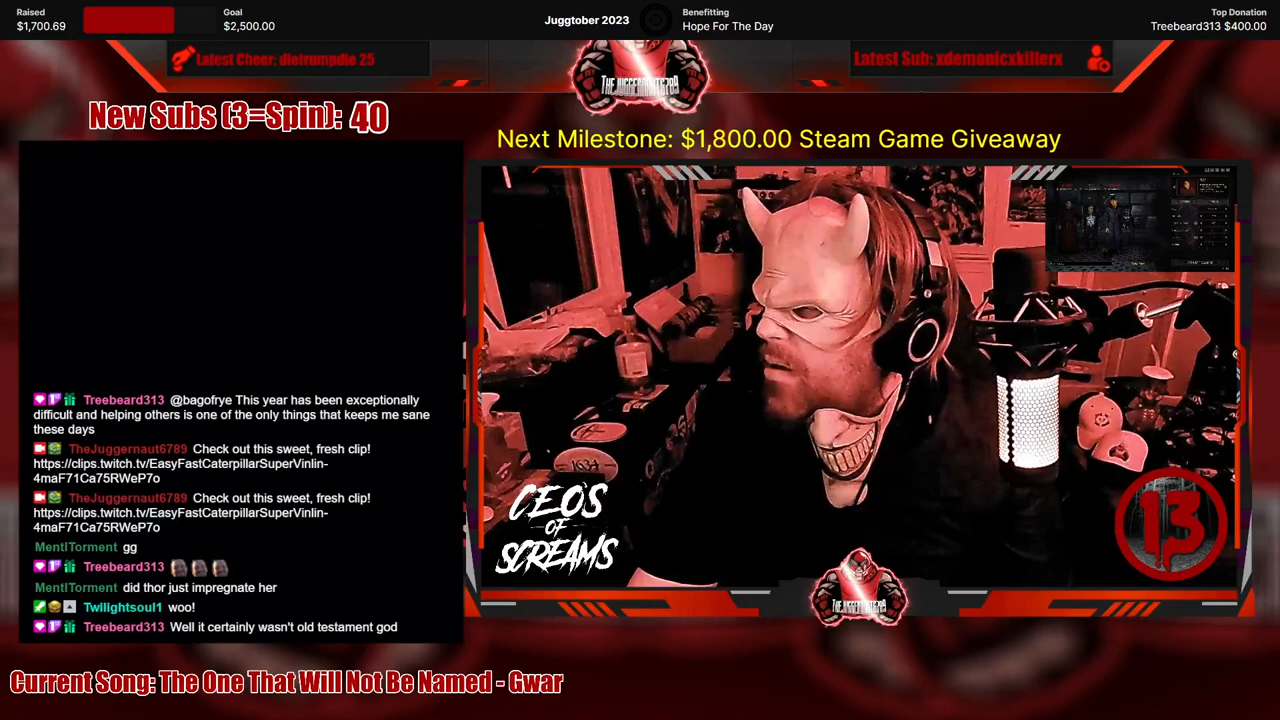 Raised
$1,700.69
Goal
$2,500.00
Juggtober 2023
Benefitting
Hope For The Day
Top Donation
Treebeard313 $400.00
Latest Cheer: dietrumpdie 25
Latest Sub: xdemonicxkillerx
THEJUGGERNAUT6789
New Subs (3=Spin): 40
Next Milestone: $1,800.00 Steam Game Giveaway
Treebeard313 @bagofrye This year has been exceptionally
difficult and helping others is one of the only things that keeps me sane
these days
TheJuggernaut6789 Check out this sweet, fresh clip!
https://clips.twitch.tv/EasyFastCaterpillarSuperVinlin-
4maF71Ca75RWeP7o
TheJuggernaut6789 Check out this sweet, fresh clip!
https://clips.twitch.tv/EasyFastCaterpillarSuperVinlin-
4maF71Ca75RWeP7o
MentlTorment gg
Treebeard313
MentlTorment did thor just impregnate her
Twilightsoul1 woo!
Treebeard313 Well it certainly wasn't old testament god
1634
CEO'S
OF
SCREAMS
13
THEJUGGERNAUT6789
Current Song: The One That Will Not Be Named - Gwar